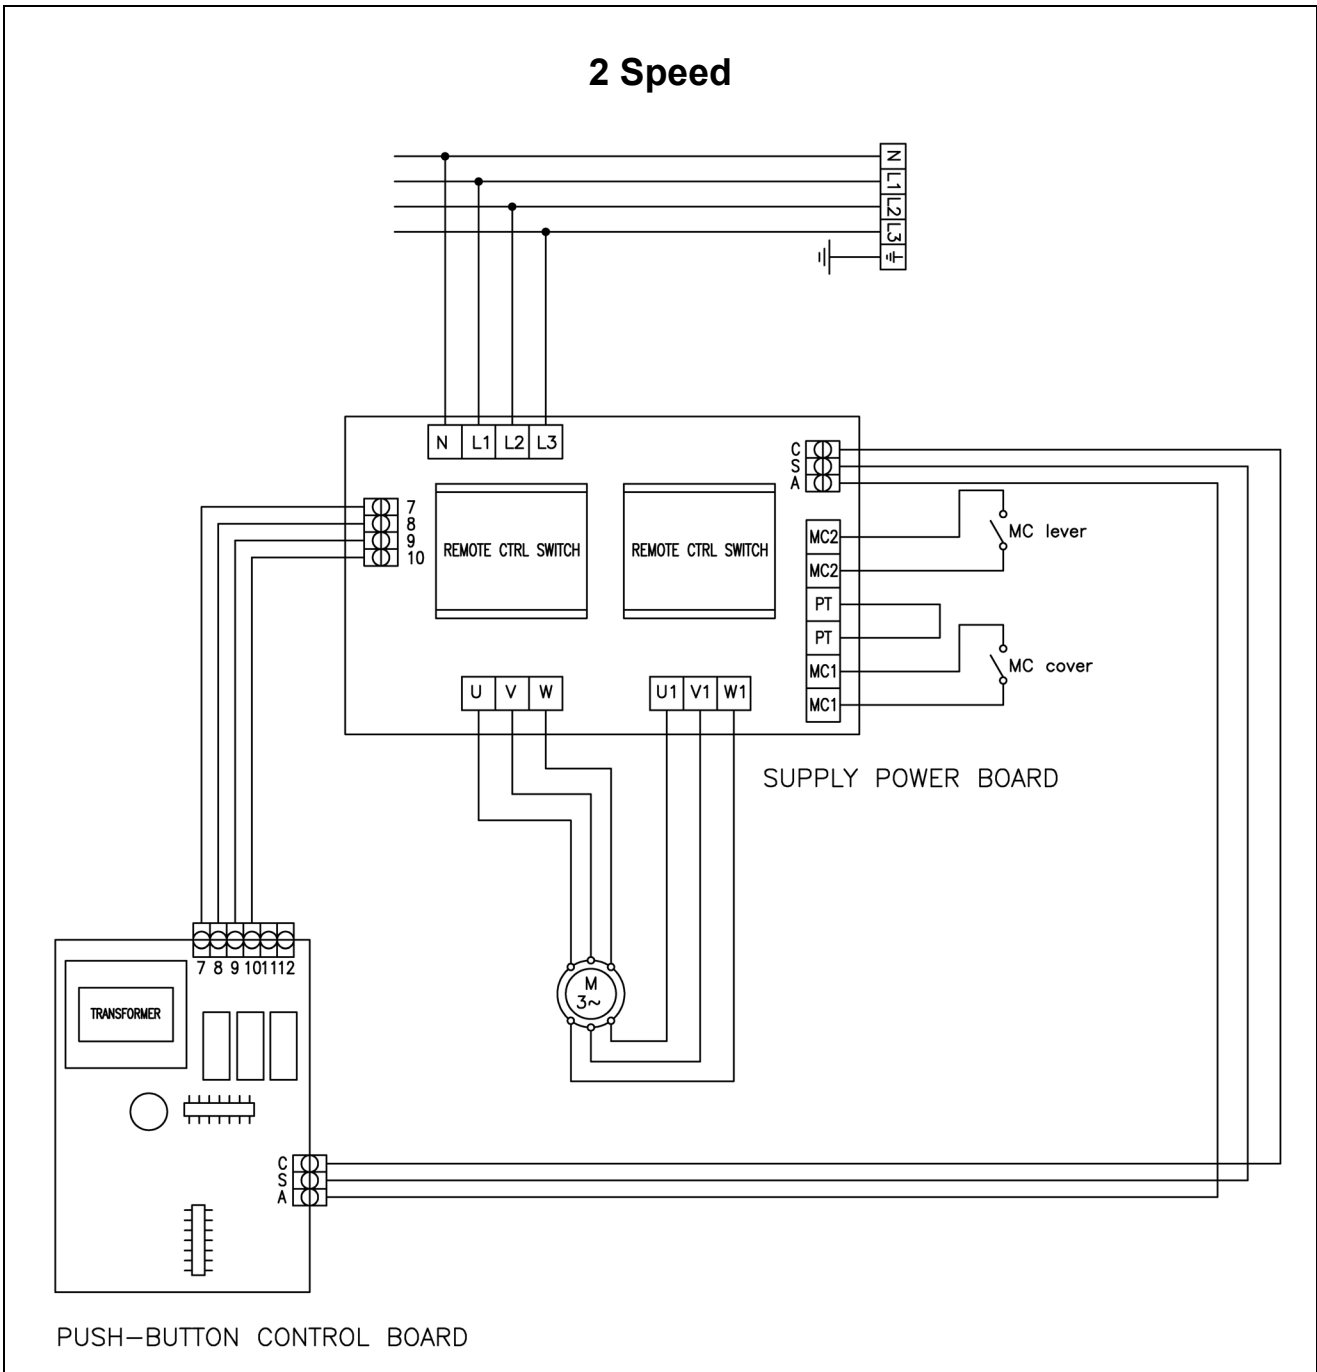 2 Speed
N
L1
L2
L3
N L1 L2 L3
C
S
A
7
8
9
10
REMOTE CTRL SWITCH
REMOTE CTRL SWITCH
MC2
MC2
PT
PT
MC1
MC1
MC lever
MC cover
U V W
U1 V1 W1
SUPPLY POWER BOARD
7 8 9 10 11 12
TRANSFORMER
M
3~
C
S
A
PUSH-BUTTON CONTROL BOARD